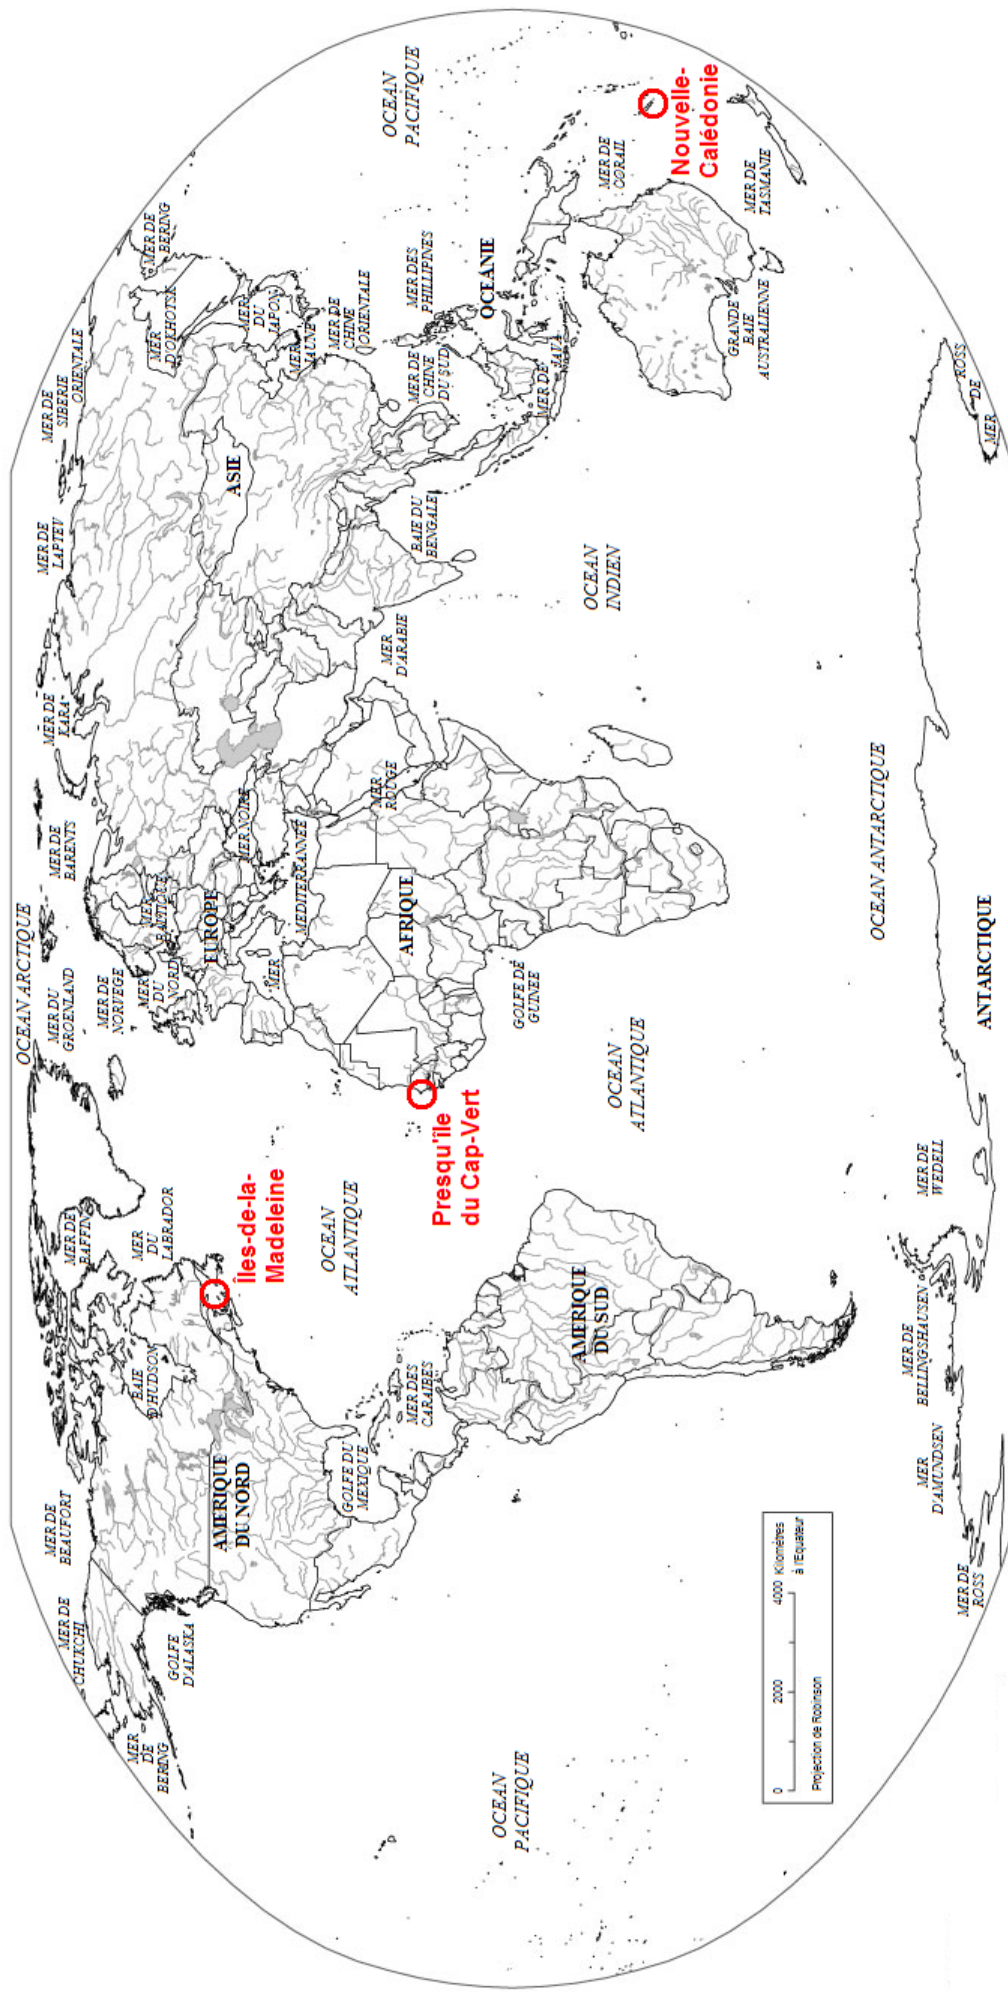 OCEAN ARCTIQUE
MER DE
CHUKCHI
MER DE
BEAUFORT
MER DE
BAFFIN
MER DU
GROENLAND
MER DE
BARENTS
MER DE
KARA
MER DE
LAPTEV
MER DE
SIBERIE
ORIENTALE
MER
DE
BERING
GOLFE
D'ALASKA
BAIE
D'HUDSON
MER
DU
LABRADOR
MER DE
NORVEGE
MER
DU
NORD
MER
BALTIQUE
MER
D'OKHOTSK
MER DE
BERING
AMERIQUE
DU NORD
Îles-de-la-
Madeleine
EUROPE
MER NOIRE
ASIE
MER
DU
JAPON
MER
JAUNE
MER DE
CHINE
ORIENTALE
MER
MEDITERRANNEE
GOLFE DU
MEXIQUE
OCEAN
ATLANTIQUE
MER DES
CARAIBES
Presqu'île
du Cap-Vert
AFRIQUE
MER
ROUGE
MER
D'ARABIE
BAIE DU
BENGALE
MER DE
CHINE
DU SUD
MER DES
PHILLIPINES
OCEAN
PACIFIQUE
OCEAN
PACIFIQUE
GOLFE DE
GUINEE
OCEANIE
MER DE
JAVA
AMERIQUE
DU SUD
OCEAN
ATLANTIQUE
OCEAN
INDIEN
MER DE
CORAIL
Nouvelle-
Calédonie
GRANDE
BAIE
AUSTRALIENNE
MER DE
TASMANIE
0 2000 4000 Kilomètres
à l'Equateur
Projection de Robinson
OCEAN ANTARCTIQUE
MER DE
ROSS
MER
D'AMUNDSEN
MER DE
BELLINGSHAUSEN
MER DE
WEDELL
ANTARCTIQUE
MER DE ROSS